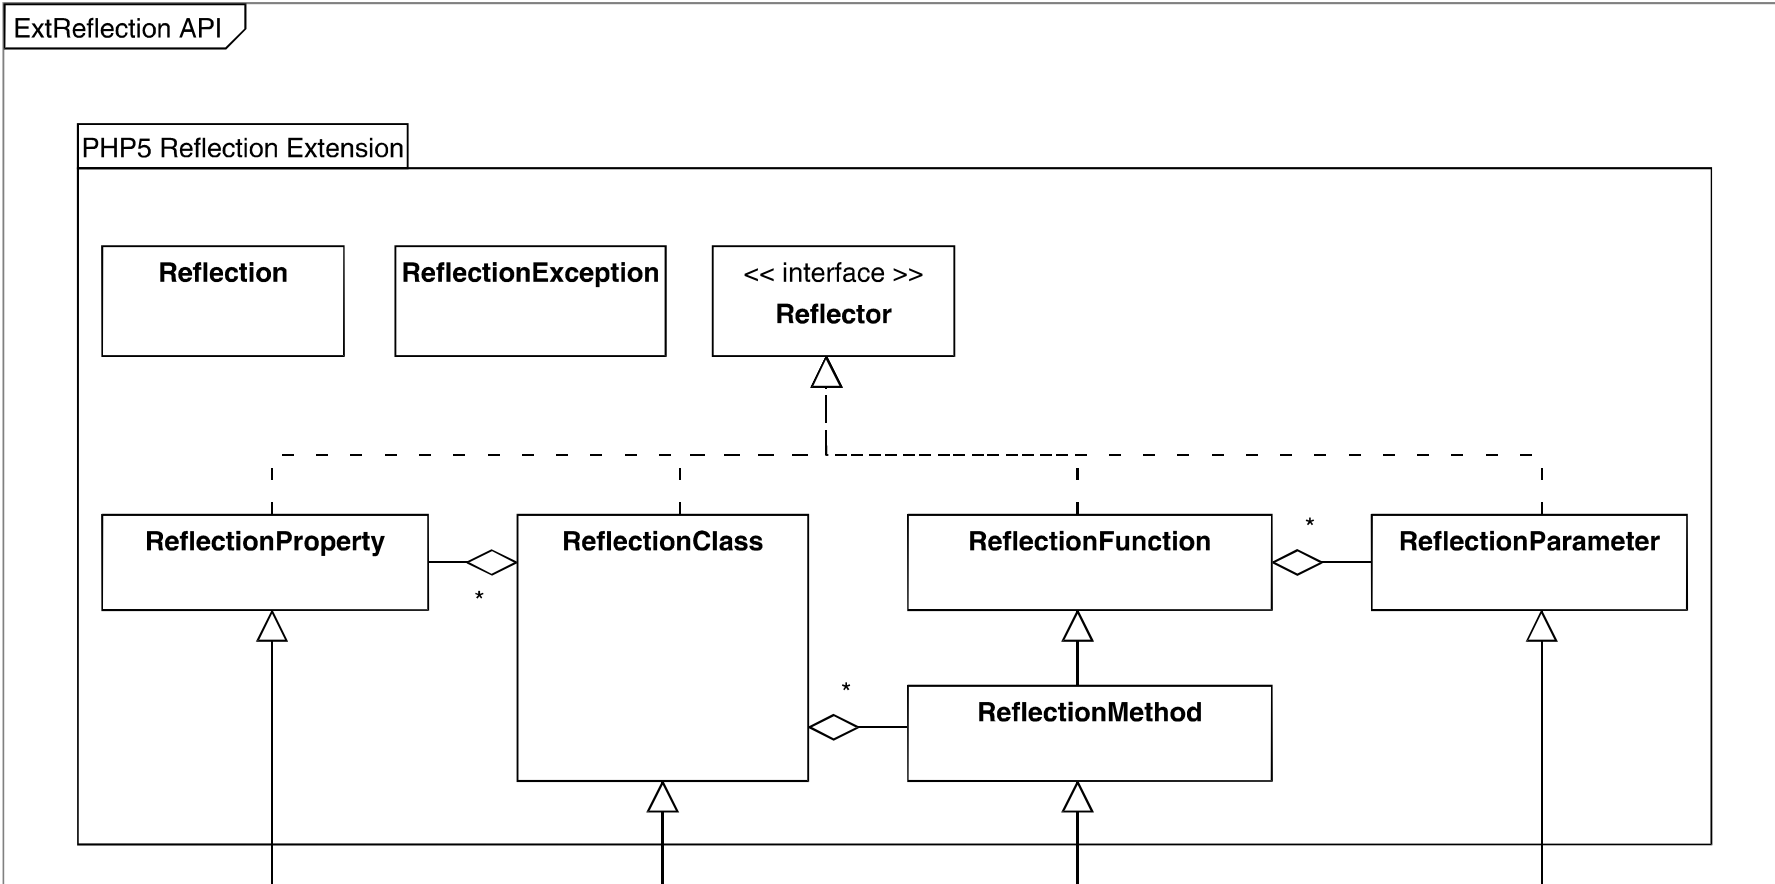 ExtReflection API
PHP5 Reflection Extension
Reflection
ReflectionException
<< interface >>
Reflector
ReflectionProperty
*
ReflectionClass
*
ReflectionFunction
*
ReflectionParameter
ReflectionMethod